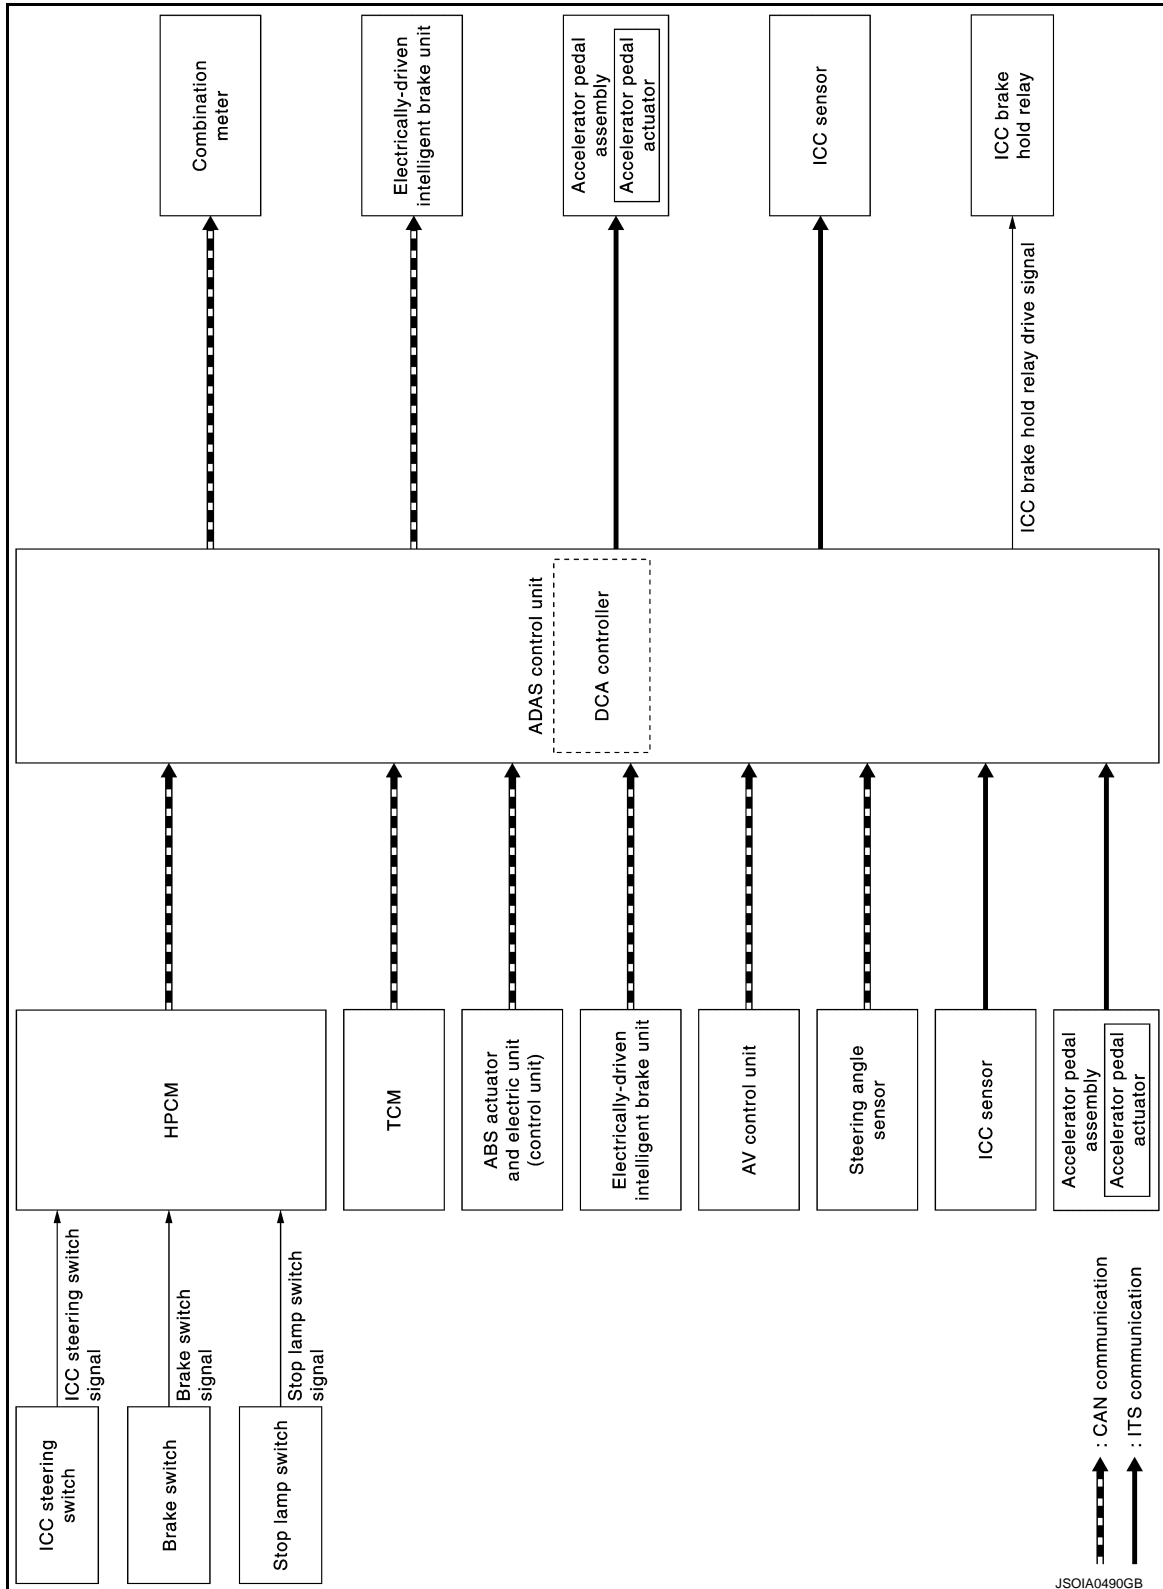 Combination
meter
Electrically-driven
intelligent brake unit
Accelerator pedal
assembly
Accelerator pedal
actuator
ICC sensor
ICC brake
hold relay
ICC brake hold relay drive signal
ADAS control unit
DCA controller
HPCM
TCM
ABS actuator
and electric unit
(control unit)
Electrically-driven
intelligent brake unit
AV control unit
Steering angle
sensor
ICC sensor
Accelerator pedal
assembly
Accelerator pedal
actuator
ICC steering switch
signal
Brake switch
signal
Stop lamp switch
signal
ICC steering
switch
Brake switch
Stop lamp switch
: CAN communication
: ITS communication
JSOIA0490GB